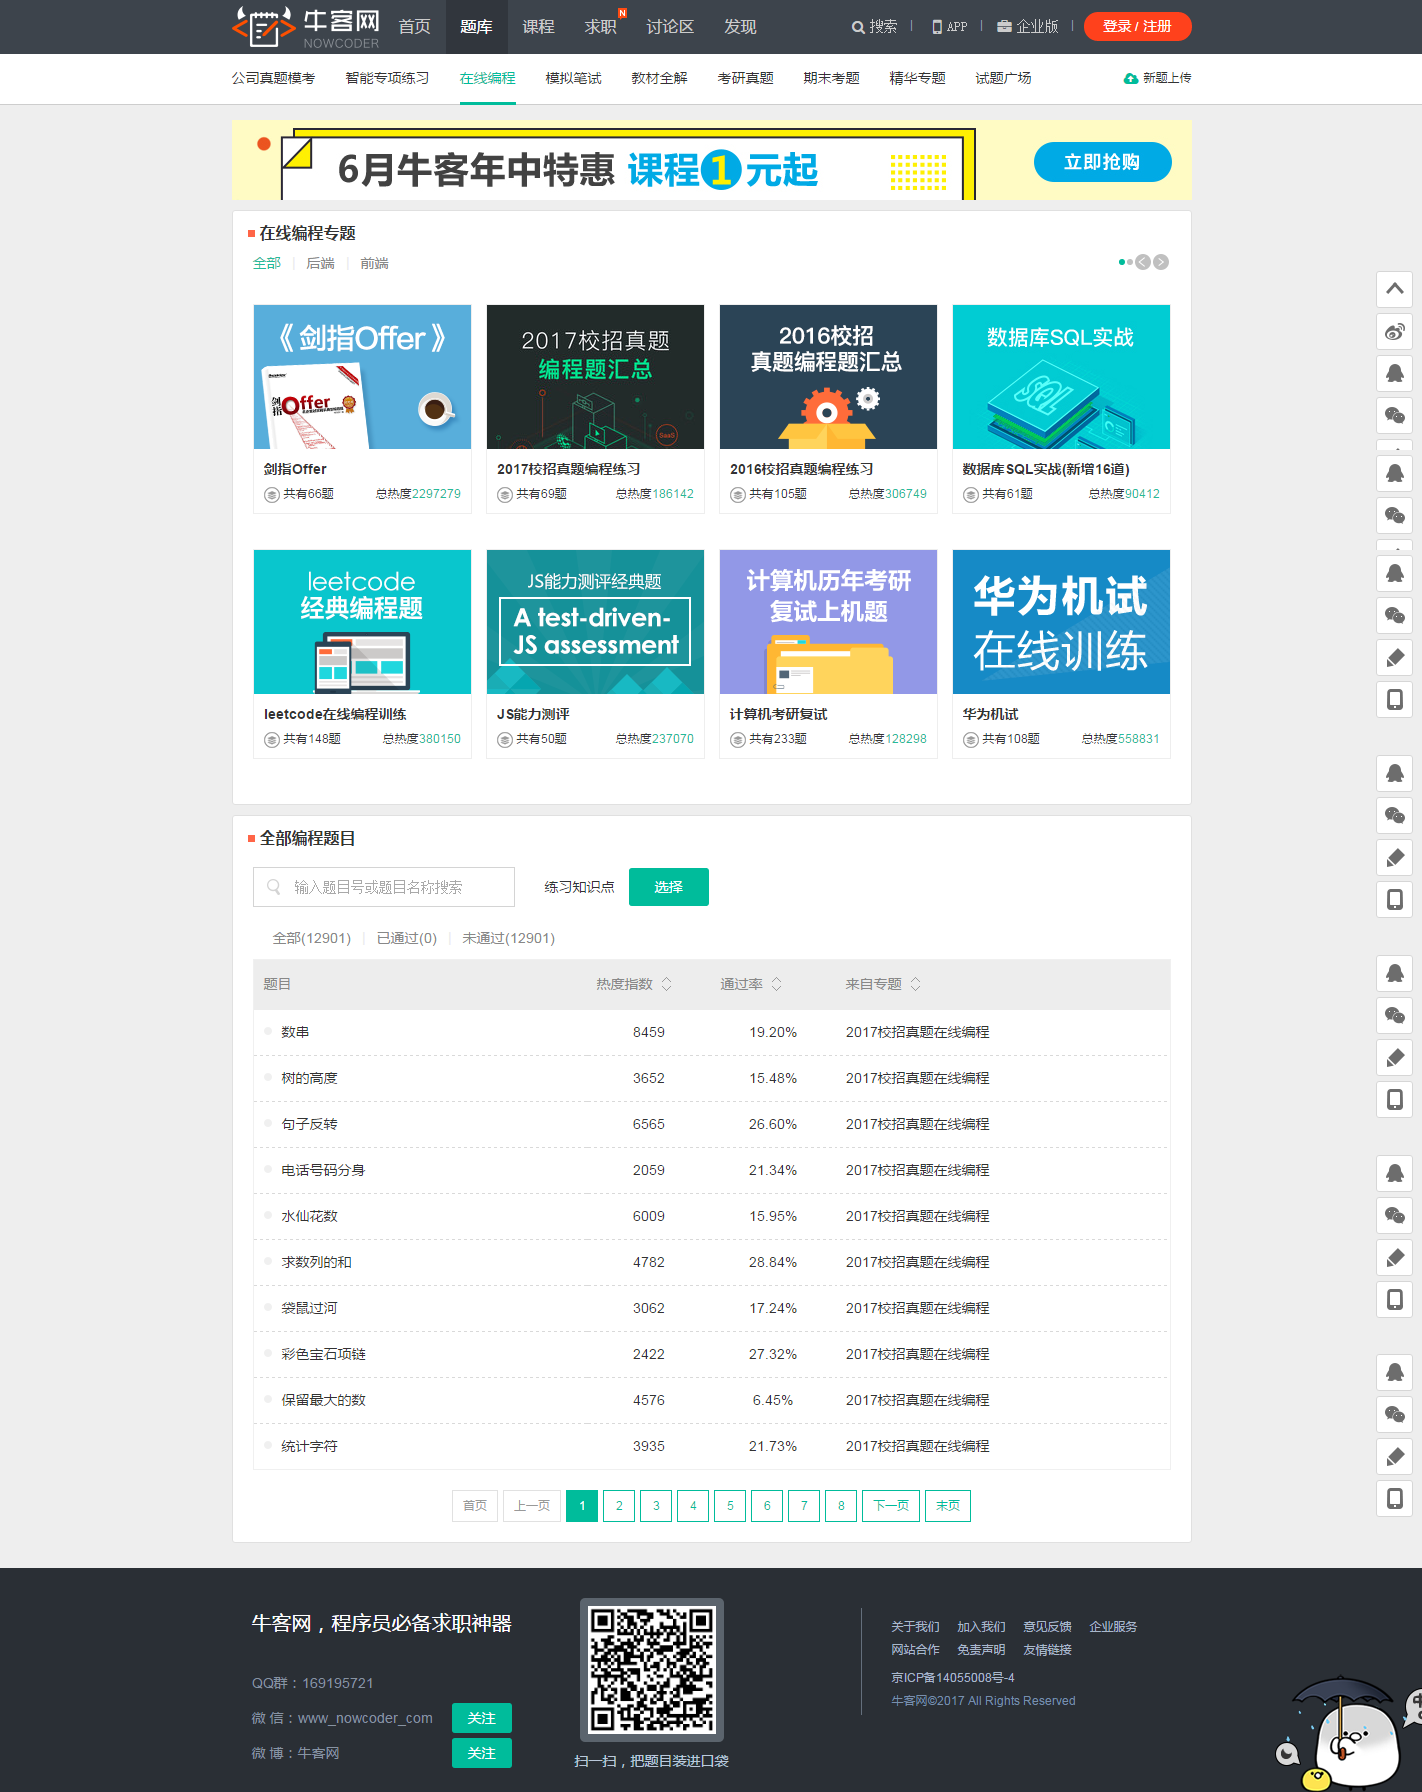 牛客网 NOWCODER 首页 题库 课程 求职 N 讨论区 发现 搜索 APP 企业版 登录 / 注册
公司真题模考 智能专项练习 在线编程 模拟笔试 教材全解 考研真题 期末考题 精华专题 试题广场 新题上传
6月牛客年中特惠 课程1元起 立即抢购
在线编程专题
全部 后端 前端
《剑指Offer》
剑指Offer
2017校招真题
编程题汇总
SaaS
2016校招
真题编程题汇总
数据库SQL实战
SQL
剑指Offer 2017校招真题编程练习 2016校招真题编程练习 数据库SQL实战(新增16道)
共有66题 总热度2297279 共有69题 总热度186142 共有105题 总热度306749 共有61题 总热度90412
leetcode
经典编程题
JS能力测评经典题
A test-driven-
JS assessment
计算机历年考研
复试上机题
华为机试
在线训练
leetcode在线编程训练 JS能力测评 计算机考研复试 华为机试
共有148题 总热度380150 共有50题 总热度237070 共有233题 总热度128298 共有108题 总热度558831
全部编程题目
输入题目号或题目名称搜索 练习知识点 选择
全部(12901) 已通过(0) 未通过(12901)
题目 热度指数 通过率 来自专题
数串 8459 19.20% 2017校招真题在线编程
树的高度 3652 15.48% 2017校招真题在线编程
句子反转 6565 26.60% 2017校招真题在线编程
电话号码分身 2059 21.34% 2017校招真题在线编程
水仙花数 6009 15.95% 2017校招真题在线编程
求数列的和 4782 28.84% 2017校招真题在线编程
袋鼠过河 3062 17.24% 2017校招真题在线编程
彩色宝石项链 2422 27.32% 2017校招真题在线编程
保留最大的数 4576 6.45% 2017校招真题在线编程
统计字符 3935 21.73% 2017校招真题在线编程
首页 上一页 1 2 3 4 5 6 7 8 下一页 末页
牛客网，程序员必备求职神器
QQ群：169195721
微 信：www_nowcoder_com 关注
微 博：牛客网 关注
扫一扫，把题目装进口袋
关于我们 加入我们 意见反馈 企业服务
网站合作 免责声明 友情链接
京ICP备14055008号-4
牛客网©2017 All Rights Reserved